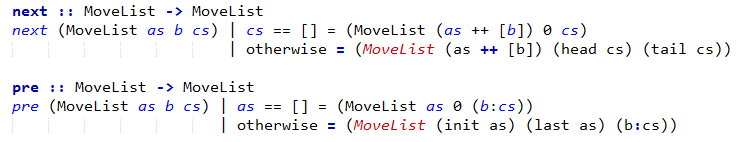 next :: MoveList -> MoveList
next (MoveList as b cs) | cs == [] = (MoveList (as ++ [b]) 0 cs)
                        | otherwise = (MoveList (as ++ [b]) (head cs) (tail cs))

pre :: MoveList -> MoveList
pre (MoveList as b cs) | as == [] = (MoveList as 0 (b:cs))
                       | otherwise = (MoveList (init as) (last as) (b:cs))